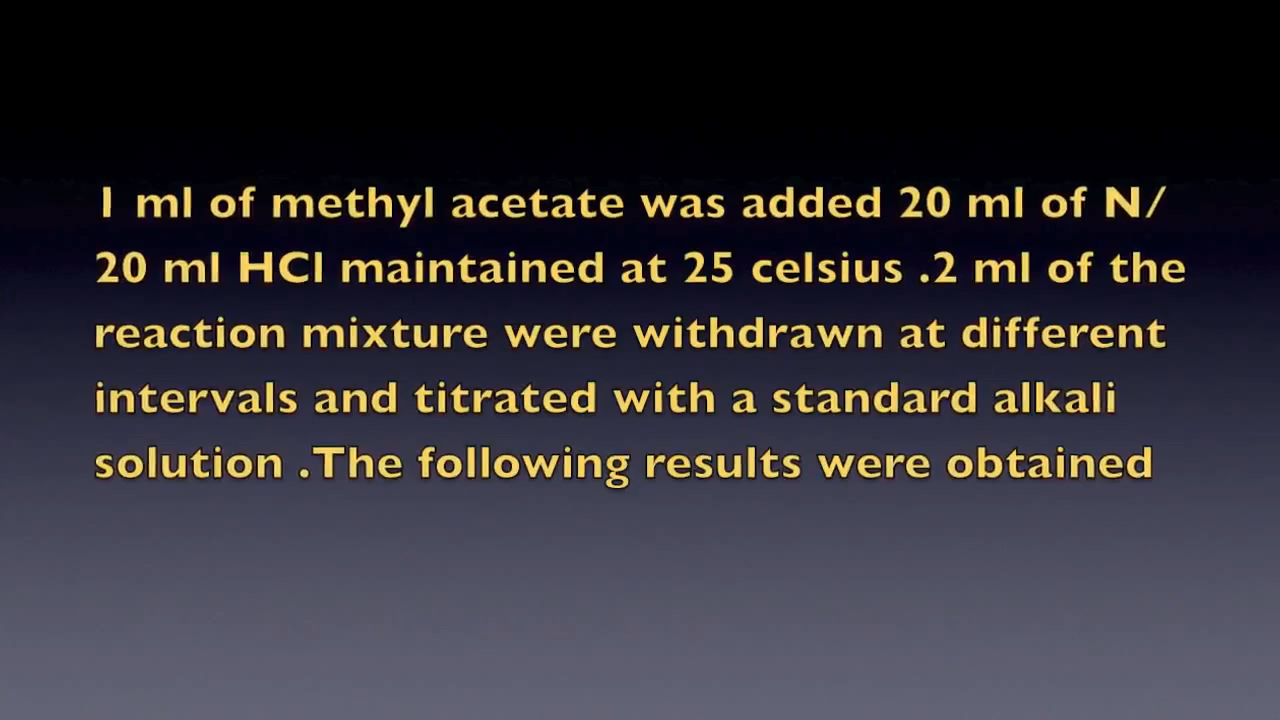 1 ml of methyl acetate was added 20 ml of N/
20 ml HCl maintained at 25 celsius .2 ml of the
reaction mixture were withdrawn at different
intervals and titrated with a standard alkali
solution .The following results were obtained